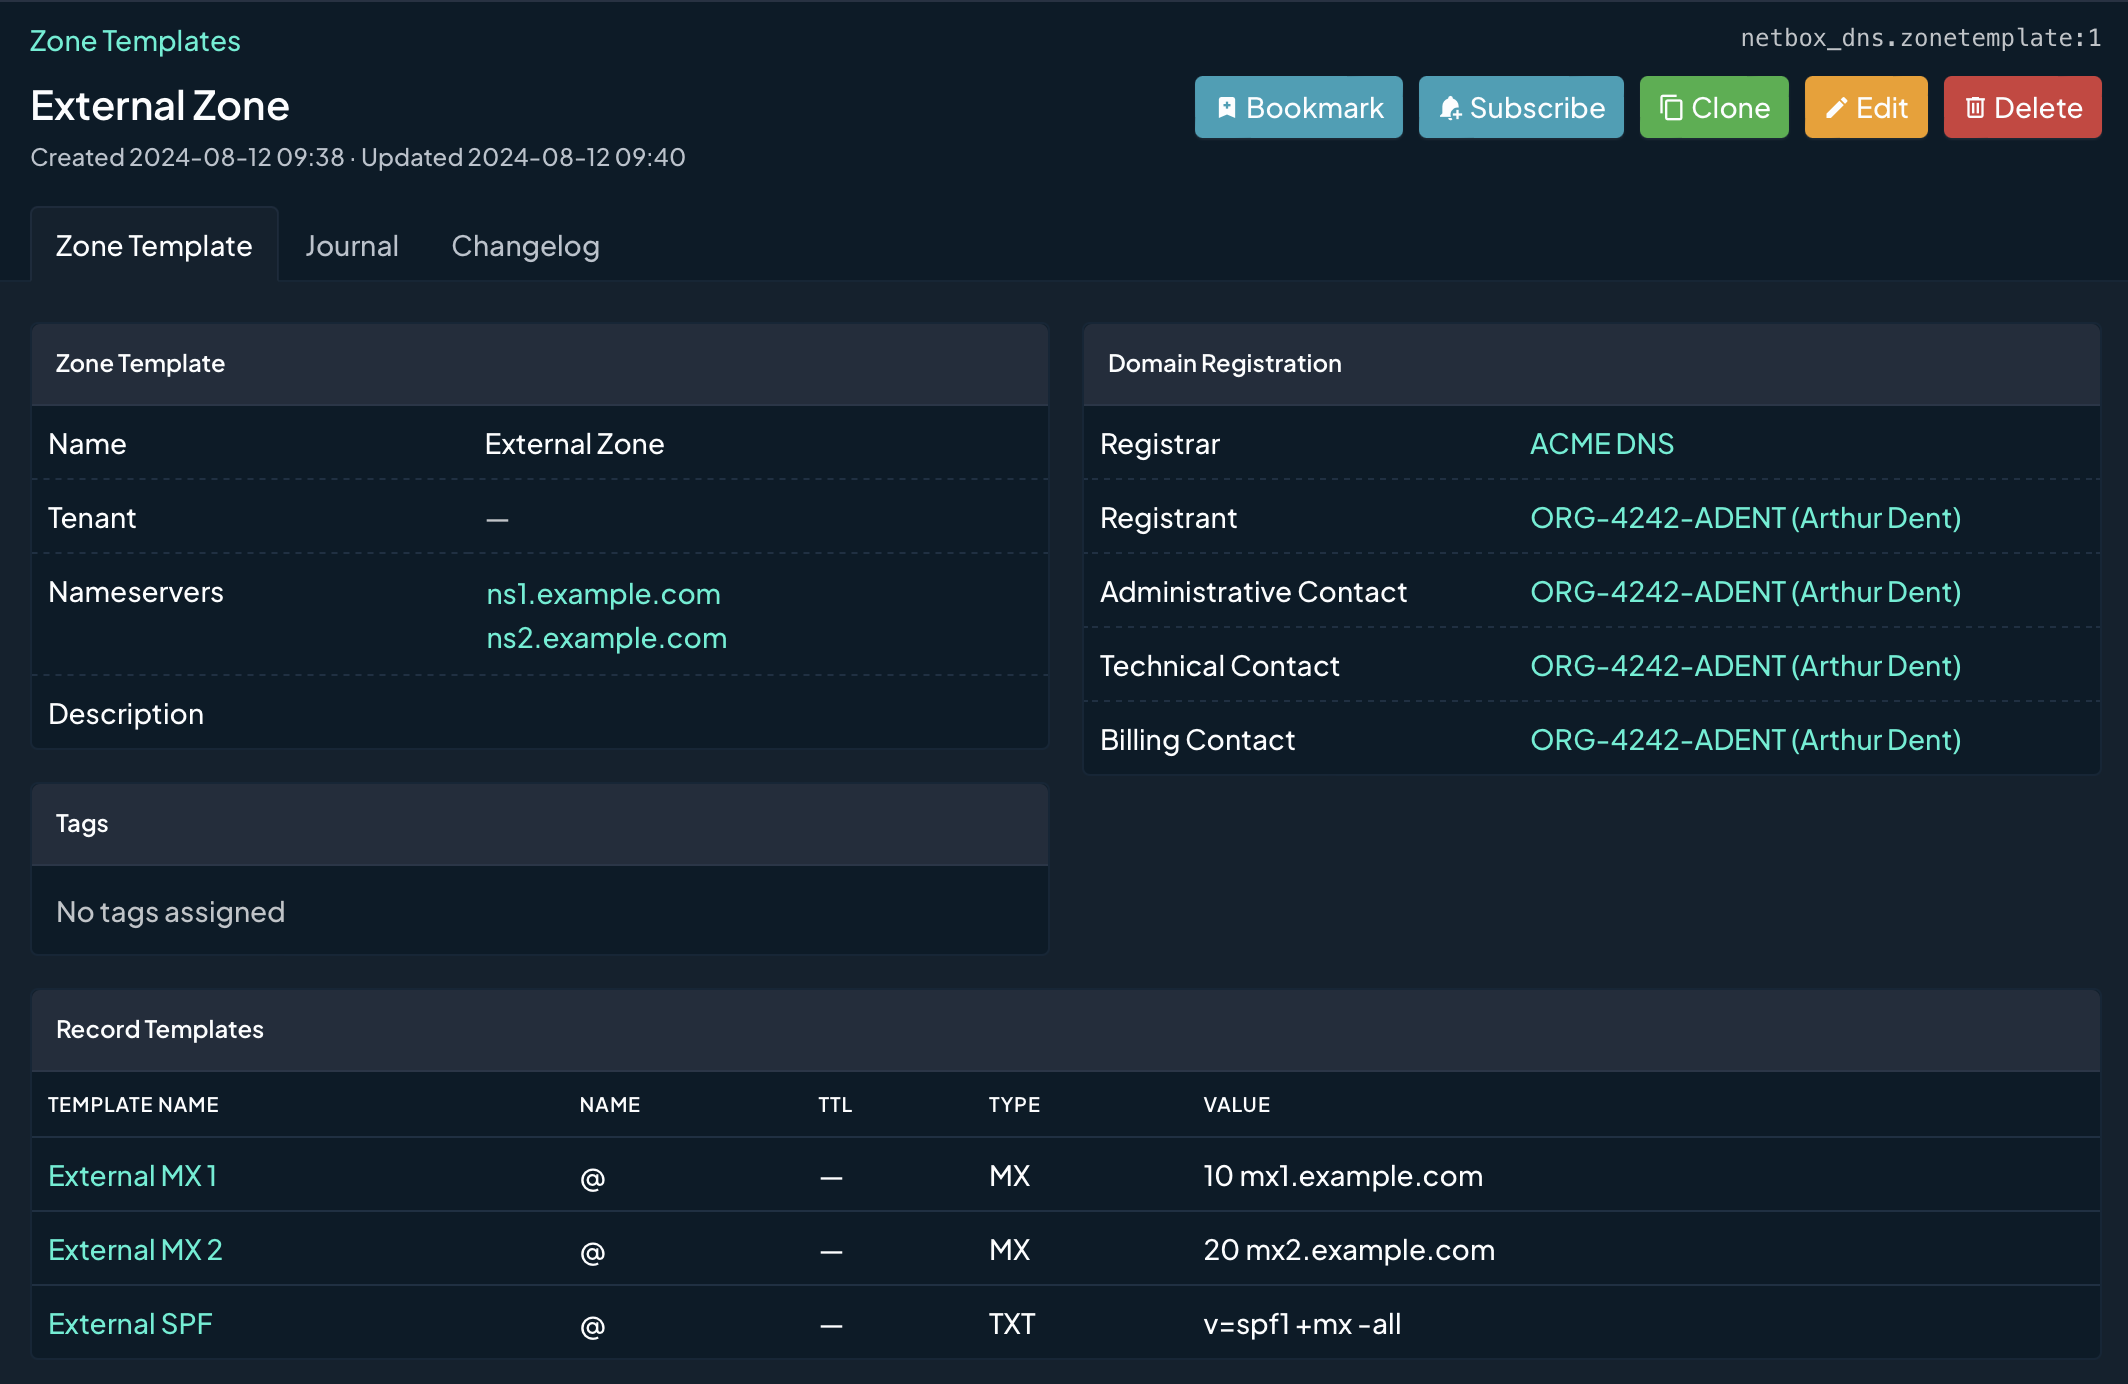 Zone Templates
netbox_dns.zonetemplate:1
External Zone
Bookmark Subscribe Clone Edit Delete
Created 2024-08-12 09:38 · Updated 2024-08-12 09:40
Zone Template Journal Changelog
Zone Template
Name External Zone
Tenant —
Nameservers ns1.example.com
ns2.example.com
Description
Domain Registration
Registrar ACME DNS
Registrant ORG-4242-ADENT (Arthur Dent)
Administrative Contact ORG-4242-ADENT (Arthur Dent)
Technical Contact ORG-4242-ADENT (Arthur Dent)
Billing Contact ORG-4242-ADENT (Arthur Dent)
Tags
No tags assigned
Record Templates
TEMPLATE NAME NAME TTL TYPE VALUE
External MX 1 @ — MX 10 mx1.example.com
External MX 2 @ — MX 20 mx2.example.com
External SPF @ — TXT v=spf1 +mx -all